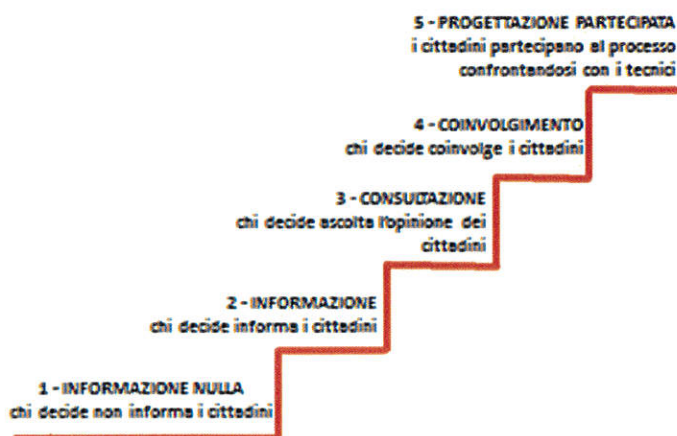 5 - PROGETTAZIONE PARTECIPATA
i cittadini partecipano al processo
confrontandosi con i tecnici
4 - COINVOLGIMENTO
chi decide coinvolge i cittadini
3 - CONSULTAZIONE
chi decide ascolta l'opinione dei
cittadini
2 - INFORMAZIONE
chi decide informa i cittadini
1 - INFORMAZIONE NULLA
chi decide non informa i cittadini